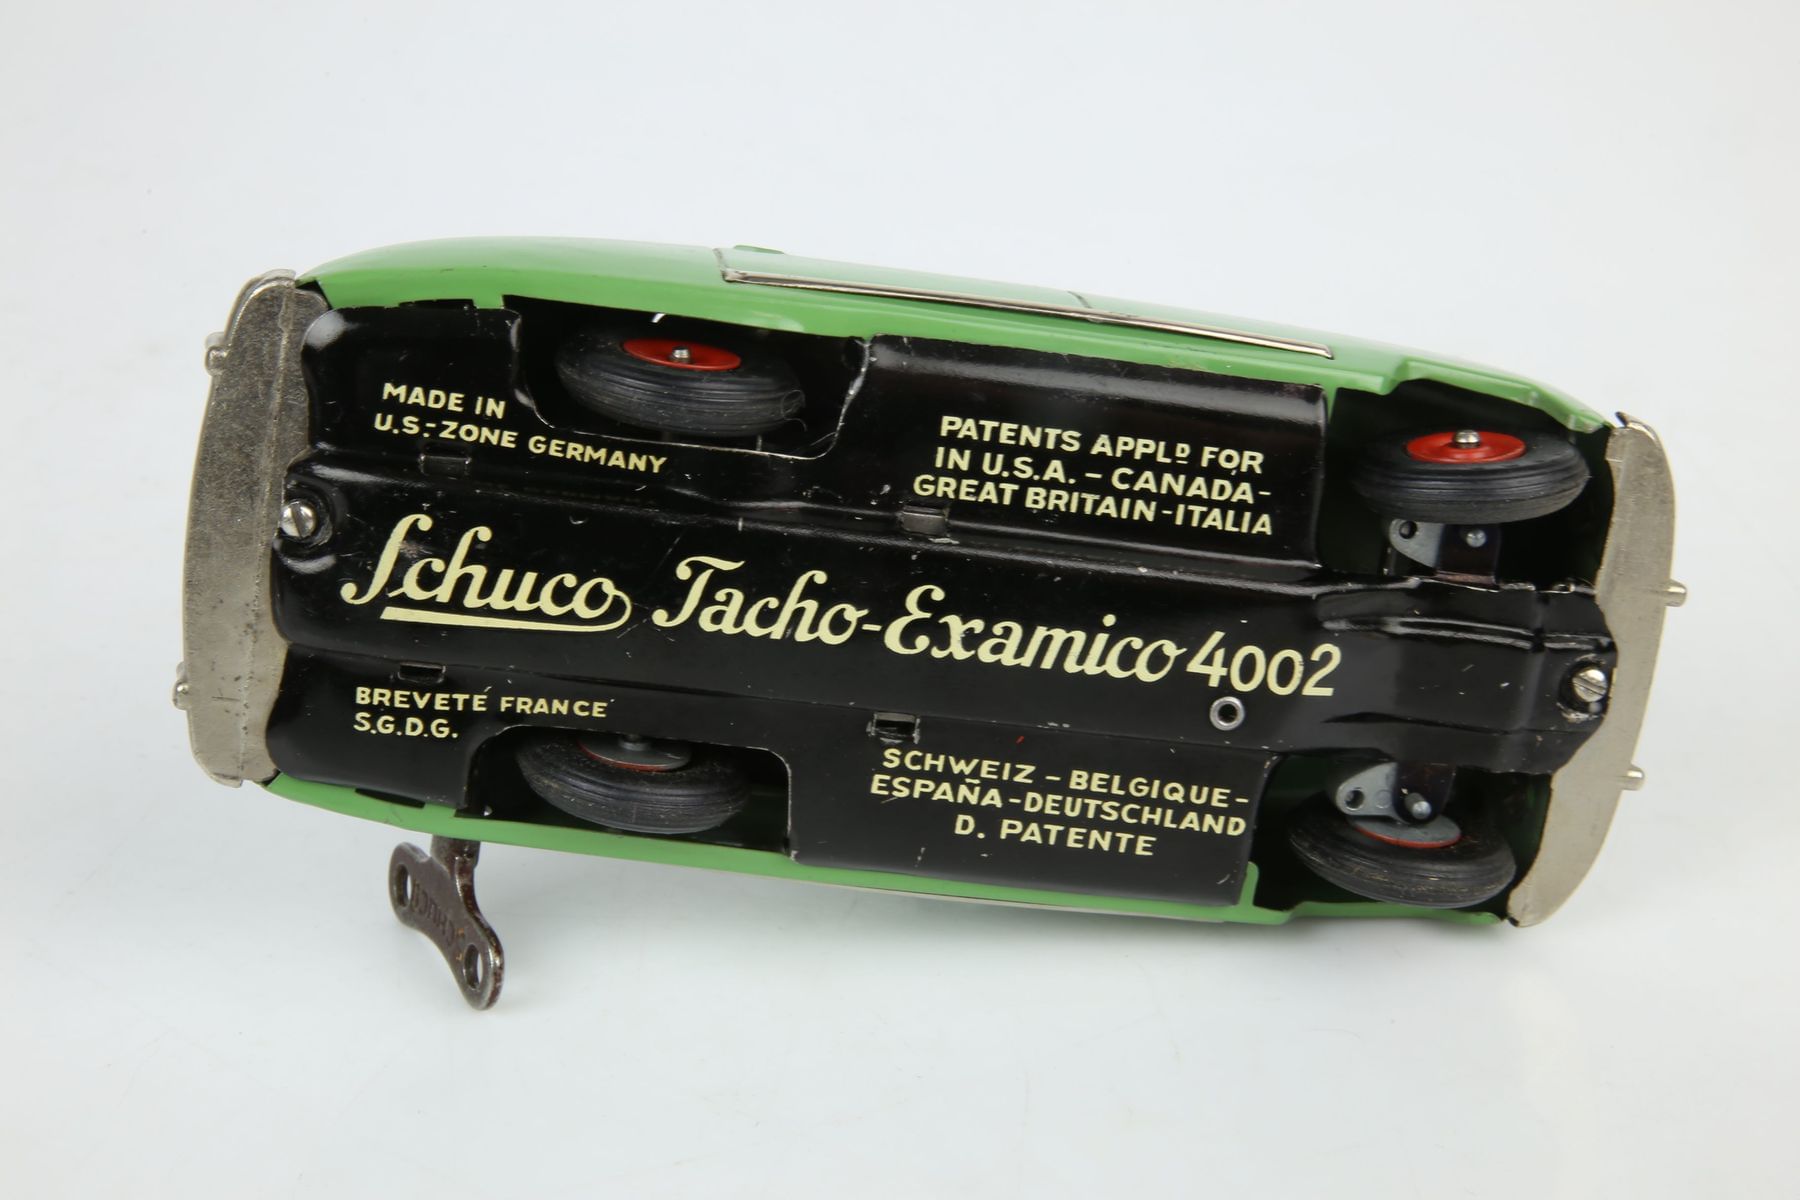 MADE IN
U.S.-ZONE GERMANY
PATENTS APPLD FOR
IN U.S.A. - CANADA-
GREAT BRITAIN-ITALIA
Schuco Tacho-Examico 4002
BREVETÉ FRANCE
S.G.D.G.
SCHWEIZ - BELGIQUE-
ESPAÑA-DEUTSCHLAND
D. PATENTE
SCHUCO